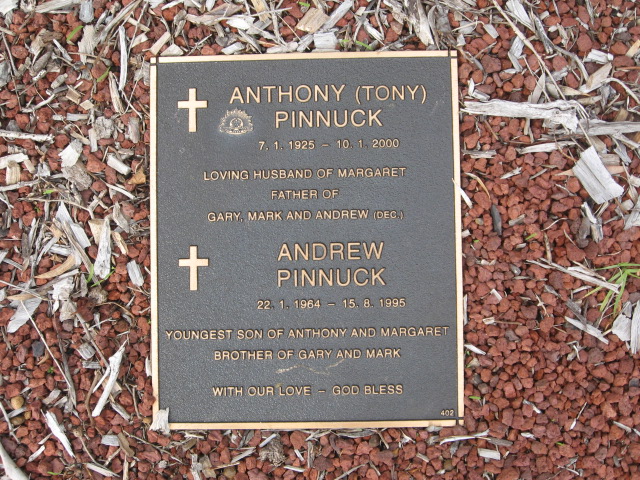 ANTHONY (TONY)
PINNUCK
7. 1. 1925 – 10. 1. 2000
LOVING HUSBAND OF MARGARET
FATHER OF
GARY, MARK AND ANDREW (DEC.)
ANDREW
PINNUCK
22. 1. 1964 – 15. 8. 1995
YOUNGEST SON OF ANTHONY AND MARGARET
BROTHER OF GARY AND MARK
WITH OUR LOVE – GOD BLESS
402